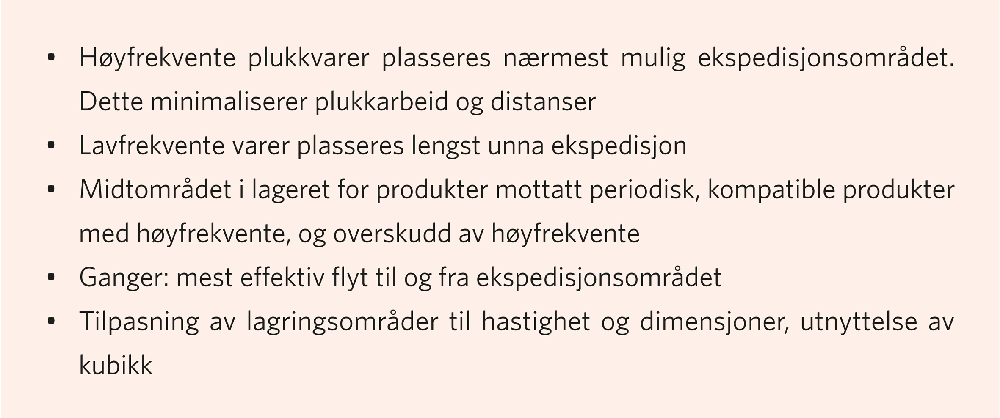 • Høyfrekvente plukkvarer plasseres nærmest mulig ekspedisjonsområdet.
Dette minimaliserer plukkarbeid og distanser
• Lavfrekvente varer plasseres lengst unna ekspedisjon
• Midtområdet i lageret for produkter mottatt periodisk, kompatible produkter
med høyfrekvente, og overskudd av høyfrekvente
• Ganger: mest effektiv flyt til og fra ekspedisjonsområdet
• Tilpasning av lagringsområder til hastighet og dimensjoner, utnyttelse av
kubikk